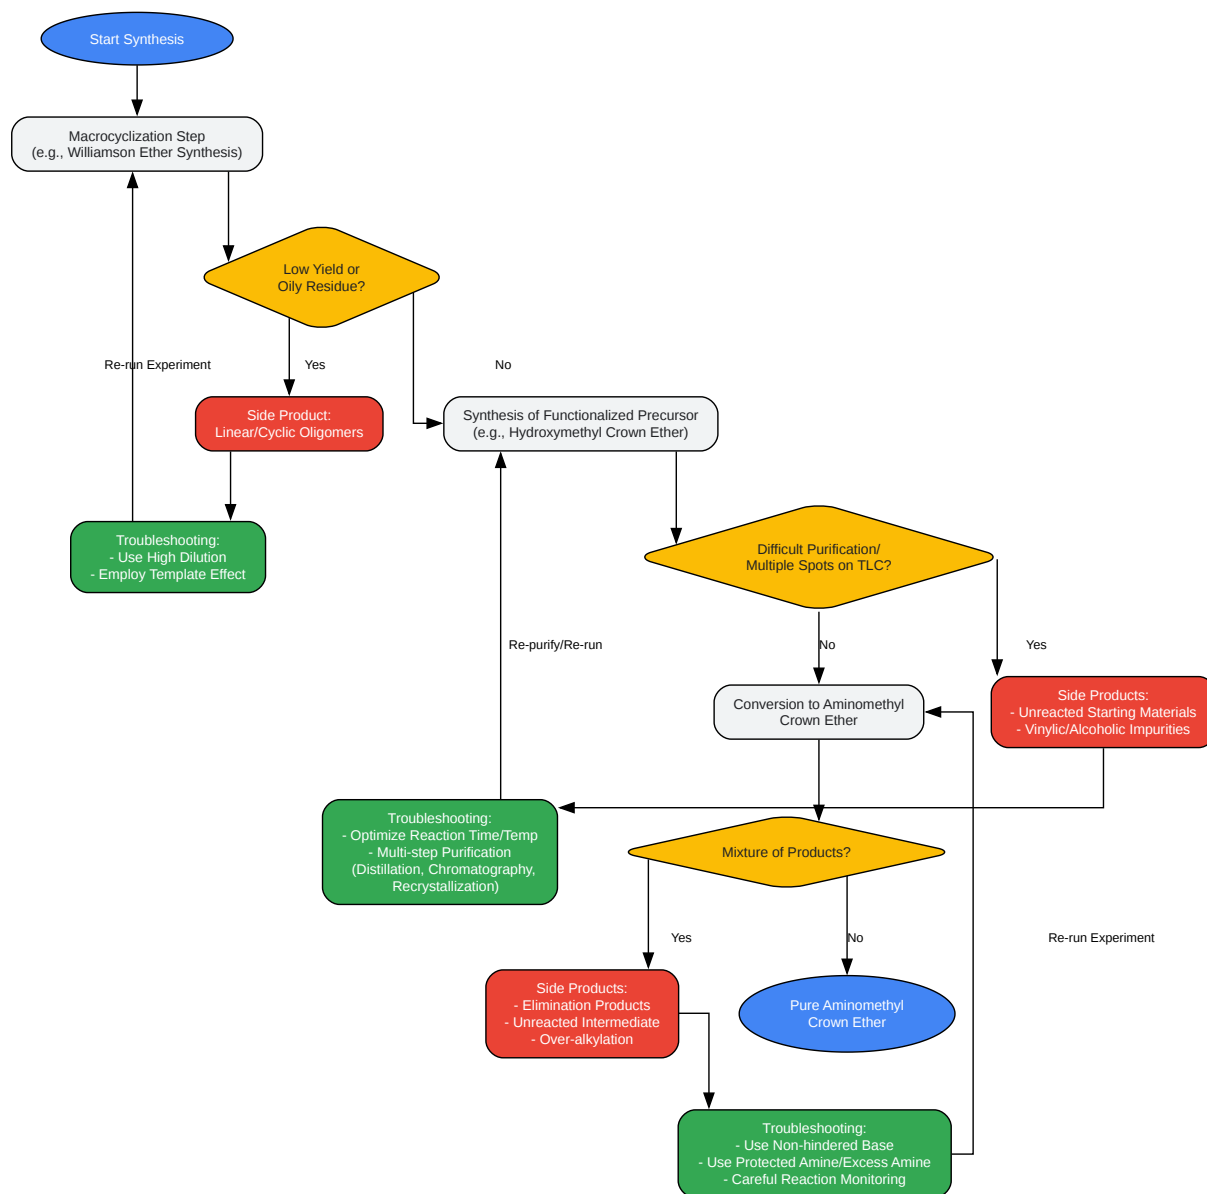 Start Synthesis
Macrocyclization Step
(e.g., Williamson Ether Synthesis)
Low Yield or
Oily Residue?
Re-run Experiment
Yes
No
Side Product:
Linear/Cyclic Oligomers
Synthesis of Functionalized Precursor
(e.g., Hydroxymethyl Crown Ether)
Troubleshooting:
- Use High Dilution
- Employ Template Effect
Difficult Purification/
Multiple Spots on TLC?
Re-purify/Re-run
No
Yes
Conversion to Aminomethyl
Crown Ether
Side Products:
- Unreacted Starting Materials
- Vinylic/Alcoholic Impurities
Troubleshooting:
- Optimize Reaction Time/Temp
- Multi-step Purification
(Distillation, Chromatography,
Recrystallization)
Mixture of Products?
Yes
No
Re-run Experiment
Side Products:
- Elimination Products
- Unreacted Intermediate
- Over-alkylation
Pure Aminomethyl
Crown Ether
Troubleshooting:
- Use Non-hindered Base
- Use Protected Amine/Excess Amine
- Careful Reaction Monitoring